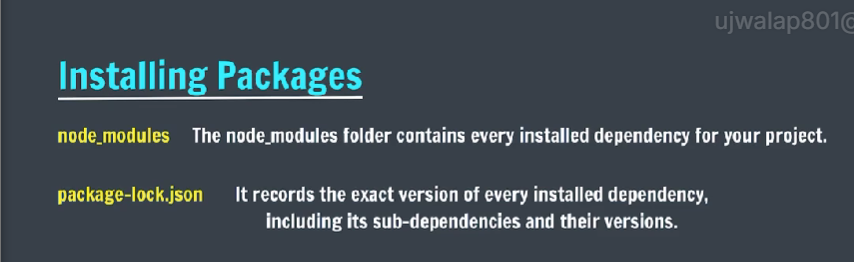 ujwalap801@
Installing Packages
node_modules The node_modules folder contains every installed dependency for your project.
package-lock.json It records the exact version of every installed dependency,
including its sub-dependencies and their versions.